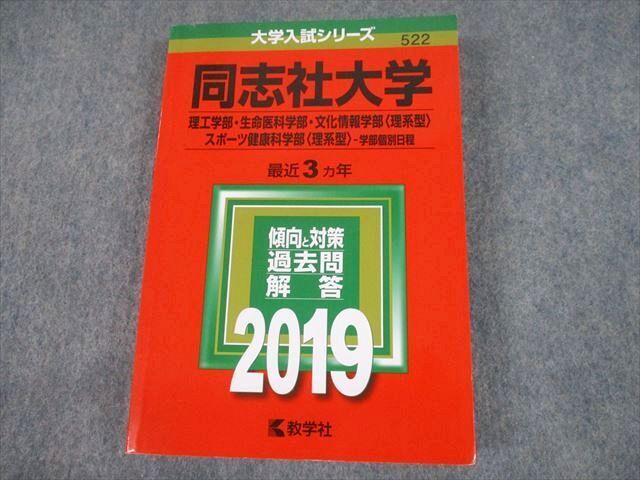 大学入試シリーズ
522
同志社大学
理工学部・生命医科学部・文化情報学部〈理系型〉
スポーツ健康科学部〈理系型〉-学部個別日程
最近3カ年
傾向と対策
過去問
解答
2019
教学社